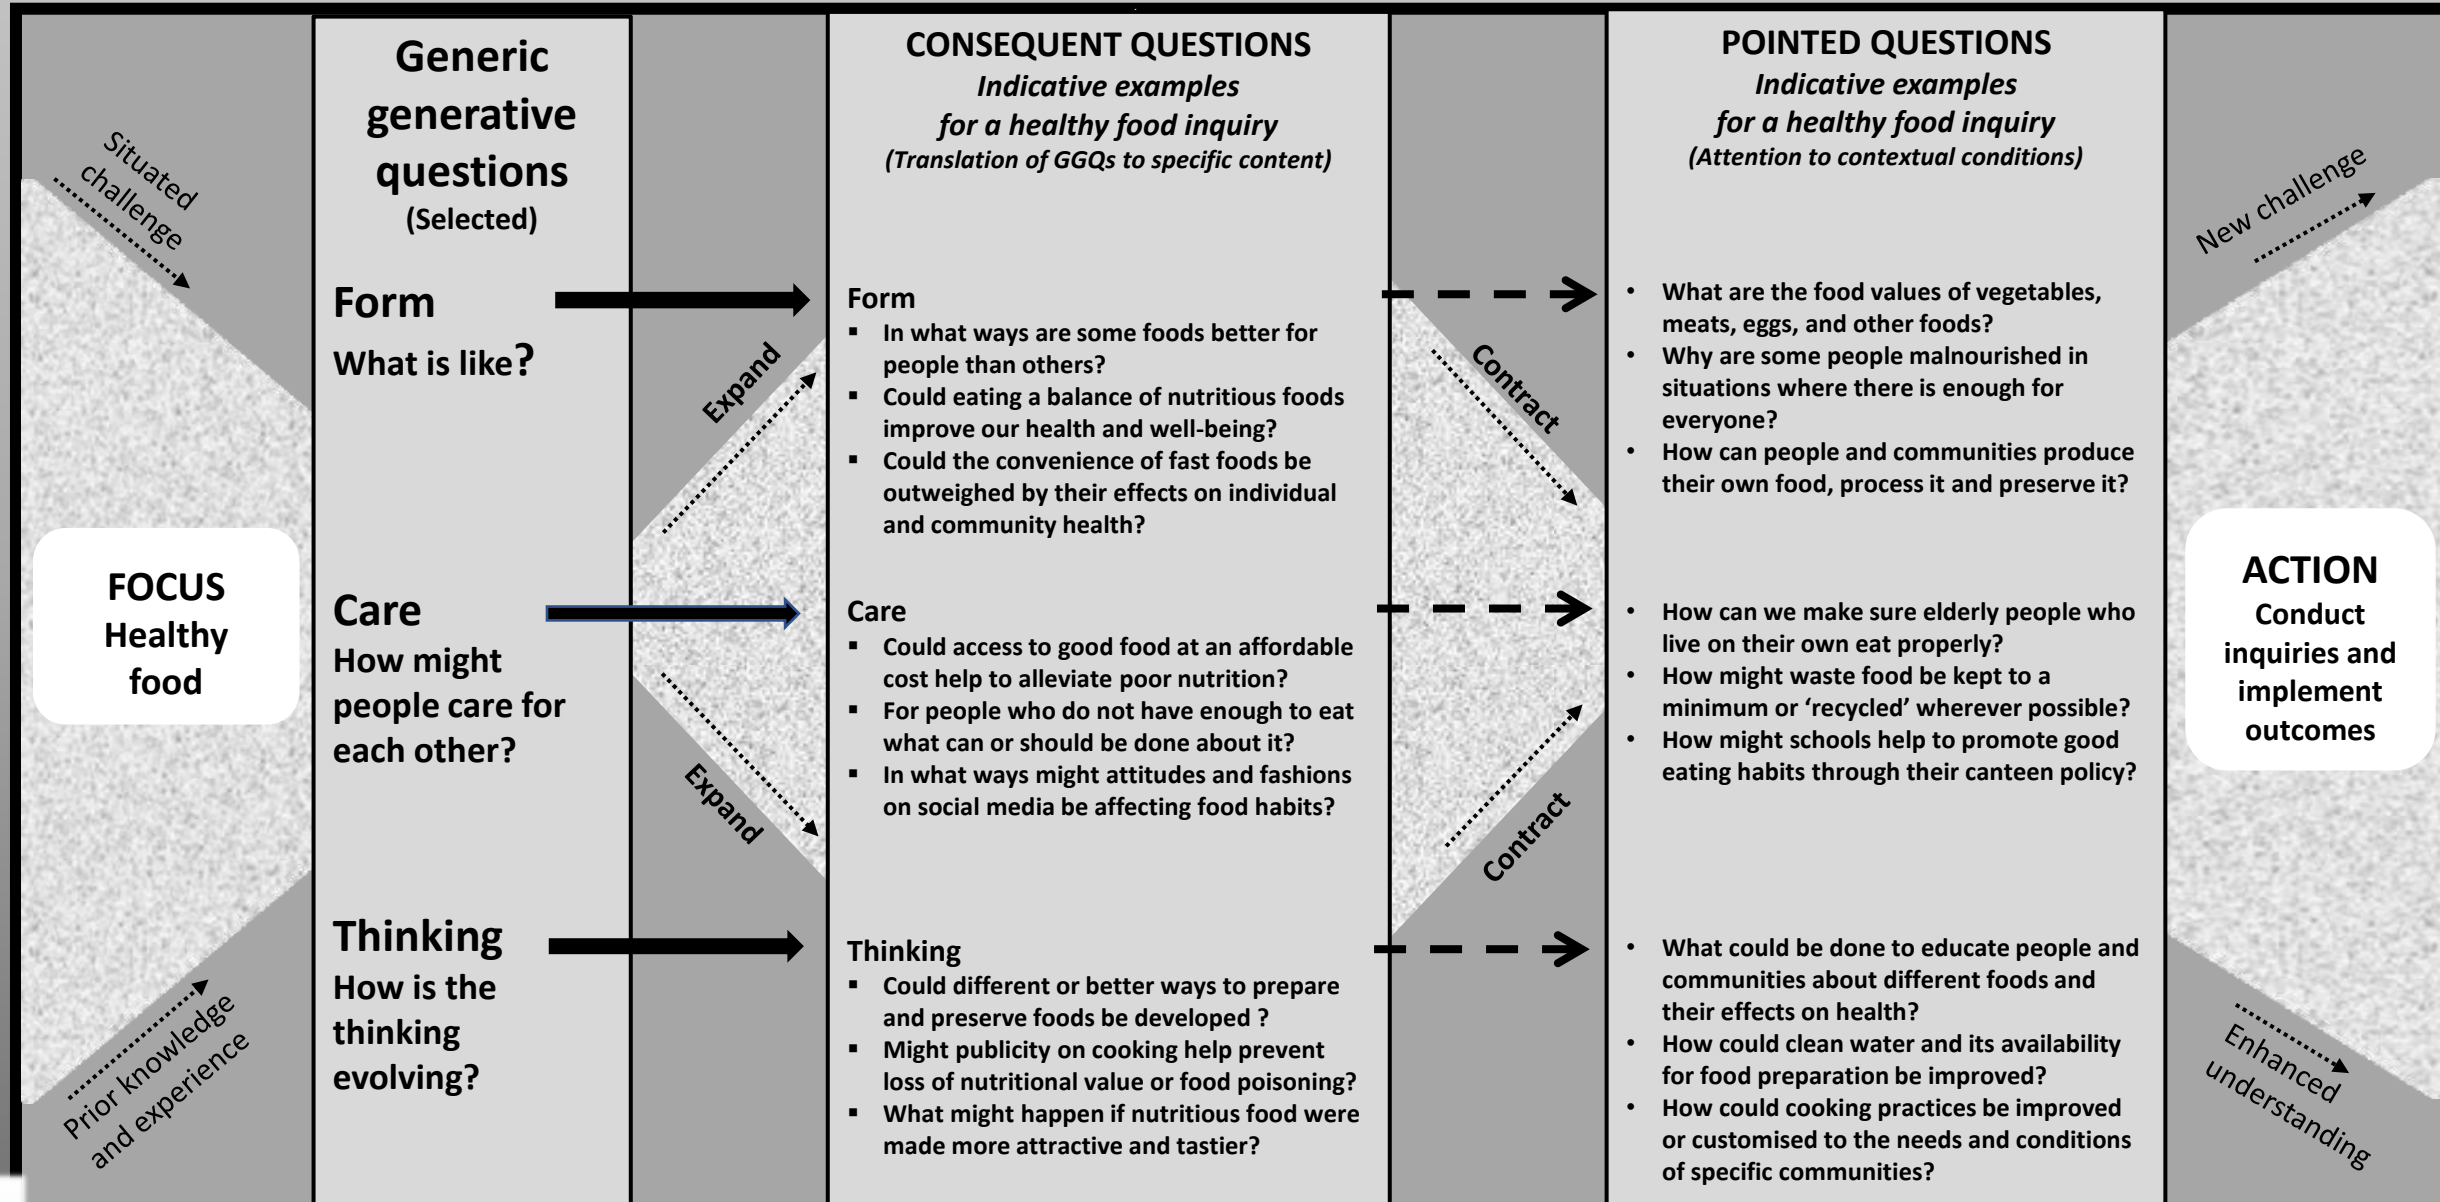 Situated
challenge
FOCUS
Healthy
food
Prior knowledge
and experience
Generic
generative
questions
(Selected)
Form
What is like?
Care
How might
people care for
each other?
Thinking
How is the
thinking
evolving?
Expand
Expand
CONSEQUENT QUESTIONS
Indicative examples
for a healthy food inquiry
(Translation of GGQs to specific content)
Form
▪ In what ways are some foods better for
people than others?
▪ Could eating a balance of nutritious foods
improve our health and well-being?
▪ Could the convenience of fast foods be
outweighed by their effects on individual
and community health?
Care
▪ Could access to good food at an affordable
cost help to alleviate poor nutrition?
▪ For people who do not have enough to eat
what can or should be done about it?
▪ In what ways might attitudes and fashions
on social media be affecting food habits?
Thinking
▪ Could different or better ways to prepare
and preserve foods be developed ?
▪ Might publicity on cooking help prevent
loss of nutritional value or food poisoning?
▪ What might happen if nutritious food were
made more attractive and tastier?
Contract
Contract
POINTED QUESTIONS
Indicative examples
for a healthy food inquiry
(Attention to contextual conditions)
• What are the food values of vegetables,
meats, eggs, and other foods?
• Why are some people malnourished in
situations where there is enough for
everyone?
• How can people and communities produce
their own food, process it and preserve it?
• How can we make sure elderly people who
live on their own eat properly?
• How might waste food be kept to a
minimum or ‘recycled’ wherever possible?
• How might schools help to promote good
eating habits through their canteen policy?
• What could be done to educate people and
communities about different foods and
their effects on health?
• How could clean water and its availability
for food preparation be improved?
• How could cooking practices be improved
or customised to the needs and conditions
of specific communities?
New challenge
ACTION
Conduct
inquiries and
implement
outcomes
Enhanced
understanding